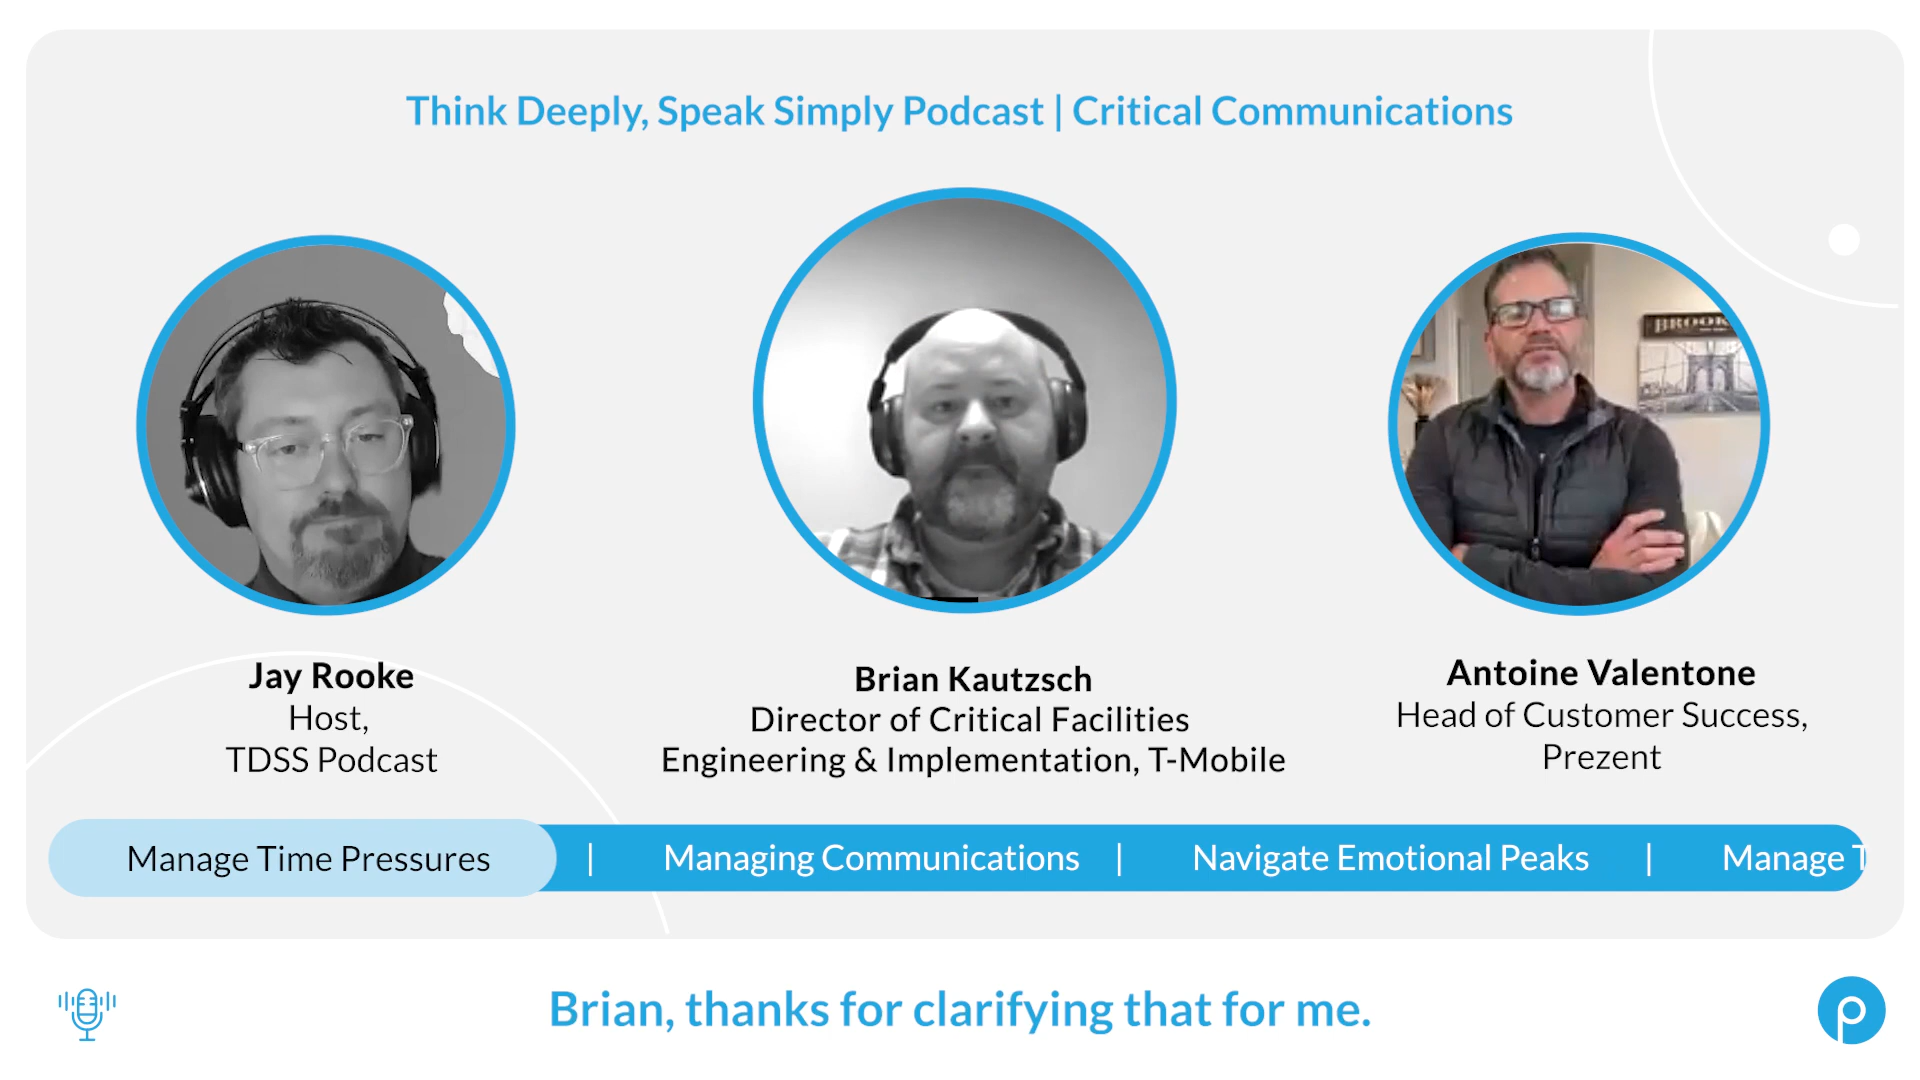 Think Deeply, Speak Simply Podcast | Critical Communications
BROOK
Jay Rooke
Host,
TDSS Podcast
Brian Kautzsch
Director of Critical Facilities
Engineering & Implementation, T-Mobile
Antoine Valentone
Head of Customer Success,
Prezent
Manage Time Pressures | Managing Communications | Navigate Emotional Peaks | Manage T
Brian, thanks for clarifying that for me.